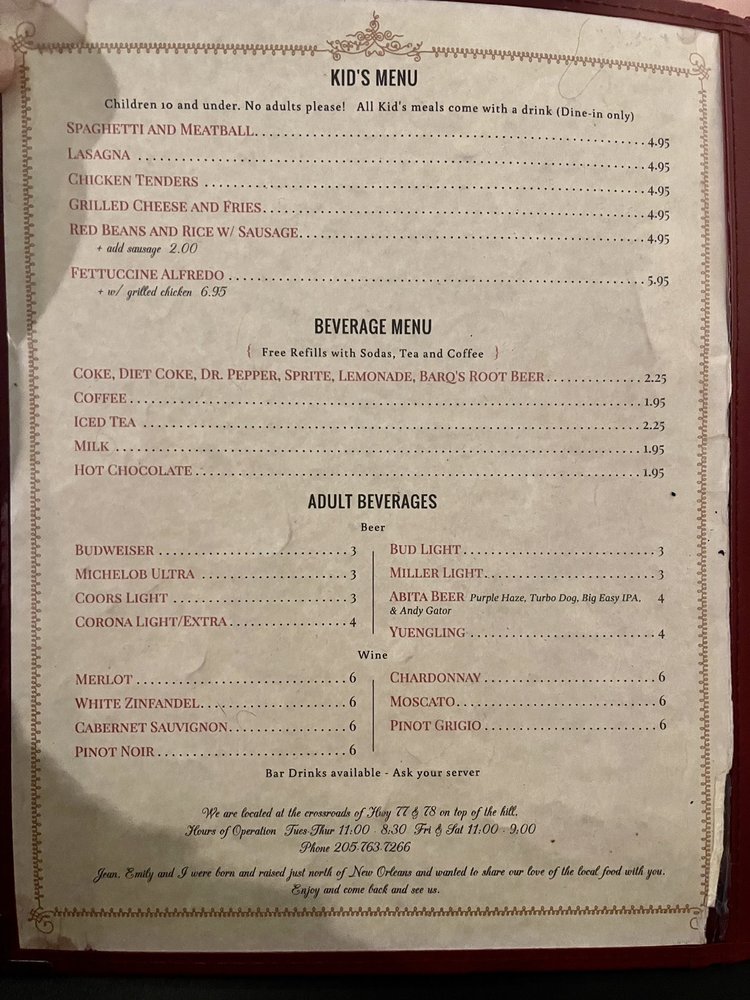 KID'S MENU
Children 10 and under. No adults please! All Kid's meals come with a drink (Dine-in only)
SPAGHETTI AND MEATBALL. 4.95
LASAGNA 4.95
CHICKEN TENDERS 4.95
GRILLED CHEESE AND FRIES. 4.95
RED BEANS AND RICE W/ SAUSAGE. 4.95
+ add sausage 2.00
FETTUCCINE ALFREDO 5.95
+ w/ grilled chicken 6.95
BEVERAGE MENU
{ Free Refills with Sodas, Tea and Coffee }
COKE, DIET COKE, DR. PEPPER, SPRITE, LEMONADE, BARQ'S ROOT BEER 2.25
COFFEE 1.95
ICED TEA 2.25
MILK 1.95
HOT CHOCOLATE 1.95
ADULT BEVERAGES
Beer
BUDWEISER 3
MICHELOB ULTRA 3
COORS LIGHT 3
CORONA LIGHT/EXTRA 4
BUD LIGHT 3
MILLER LIGHT 3
ABITA BEER Purple Haze, Turbo Dog, Big Easy IPA, 4
& Andy Gator
YUENGLING 4
Wine
MERLOT 6
WHITE ZINFANDEL 6
CABERNET SAUVIGNON 6
PINOT NOIR 6
CHARDONNAY 6
MOSCATO 6
PINOT GRIGIO 6
Bar Drinks available - Ask your server
We are located at the crossroads of Hwy 77 & 78 on top of the hill.
Hours of Operation Tues-Thur 11:00 - 8:30 Fri & Sat 11:00 - 9:00
Phone 205-763-7266
Jean, Emily and I were born and raised just north of New Orleans and wanted to share our love of the local food with you.
Enjoy and come back and see us.